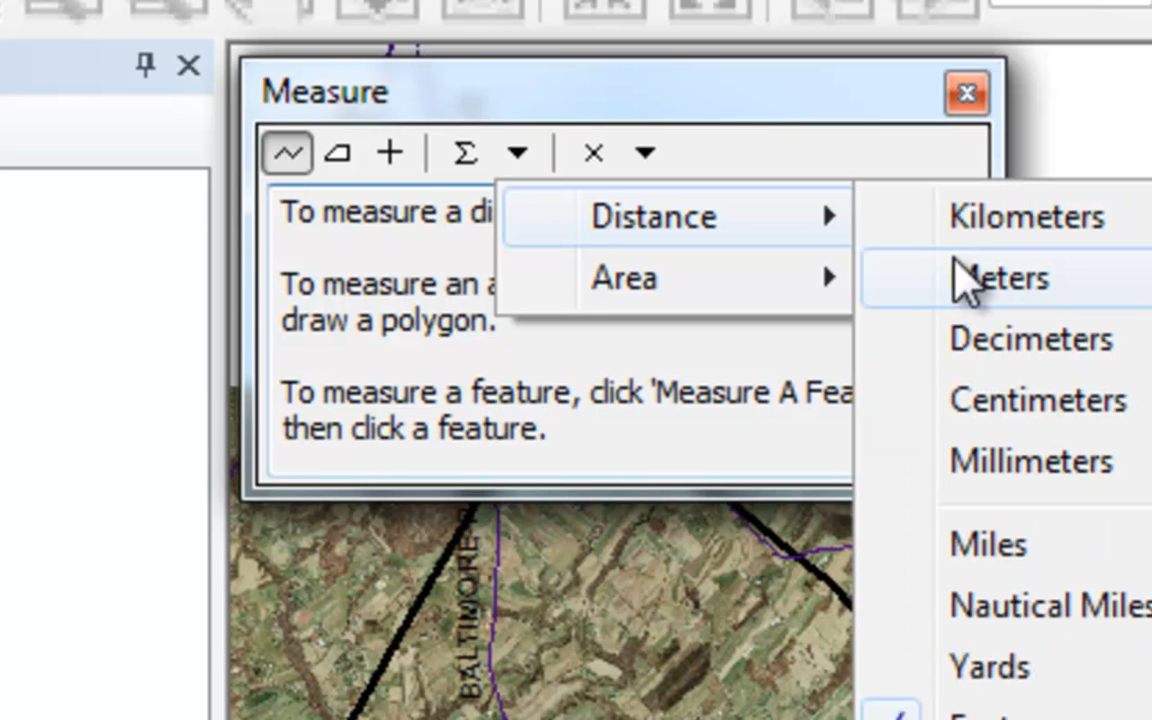 Measure
Σ
Distance
Kilometers
To measure a di
Area
Meters
To measure an a
draw a polygon.
Decimeters
To measure a feature, click 'Measure A Fea
Centimeters
then click a feature.
Millimeters
Miles
BALTIMORE
Nautical Miles
Yards